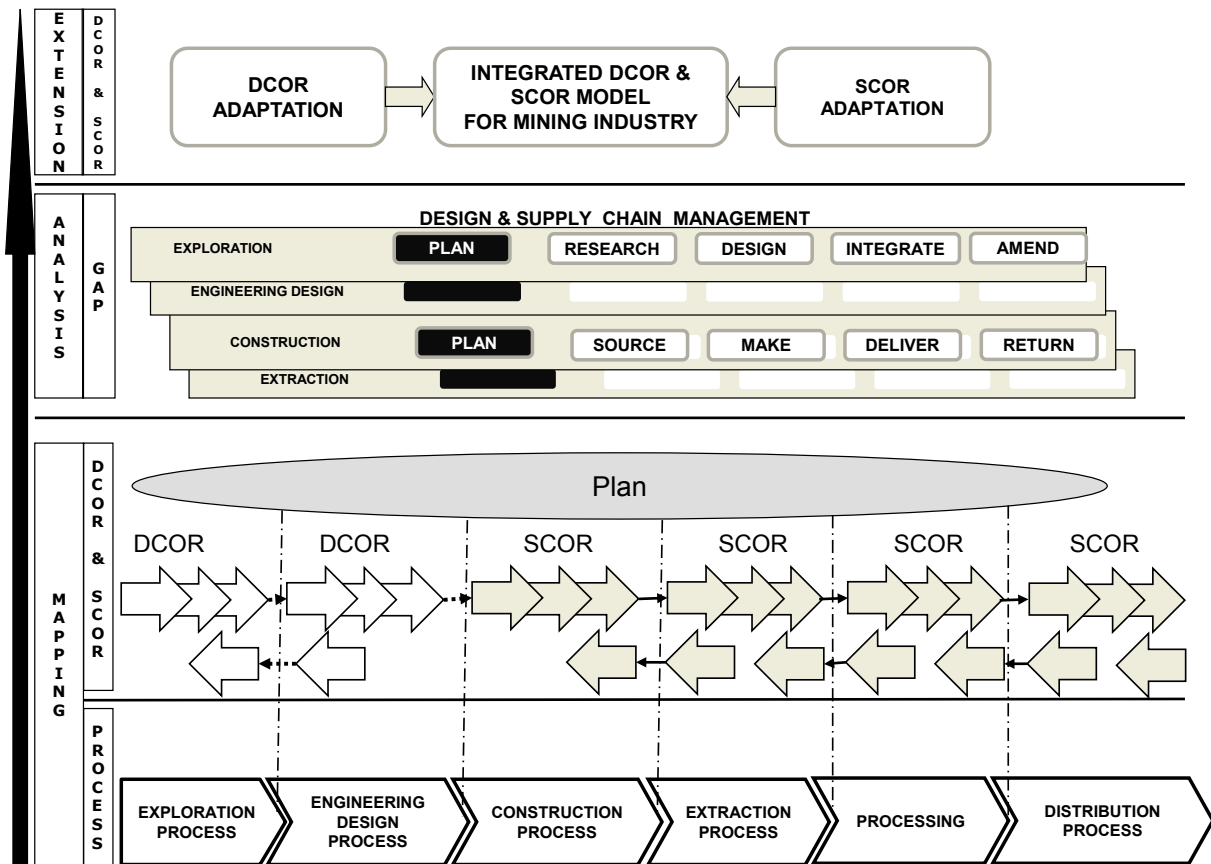 EXTENSION
DCOR & SCOR
DCOR
ADAPTATION
INTEGRATED DCOR &
SCOR MODEL
FOR MINING INDUSTRY
SCOR
ADAPTATION
ANALYSIS
GAP
DESIGN & SUPPLY CHAIN MANAGEMENT
EXPLORATION
PLAN
RESEARCH
DESIGN
INTEGRATE
AMEND
ENGINEERING DESIGN
CONSTRUCTION
PLAN
SOURCE
MAKE
DELIVER
RETURN
EXTRACTION
MAPPING
DCOR & SCOR
Plan
DCOR
DCOR
SCOR
SCOR
SCOR
SCOR
PROCESS
EXPLORATION
PROCESS
ENGINEERING
DESIGN
PROCESS
CONSTRUCTION
PROCESS
EXTRACTION
PROCESS
PROCESSING
DISTRIBUTION
PROCESS